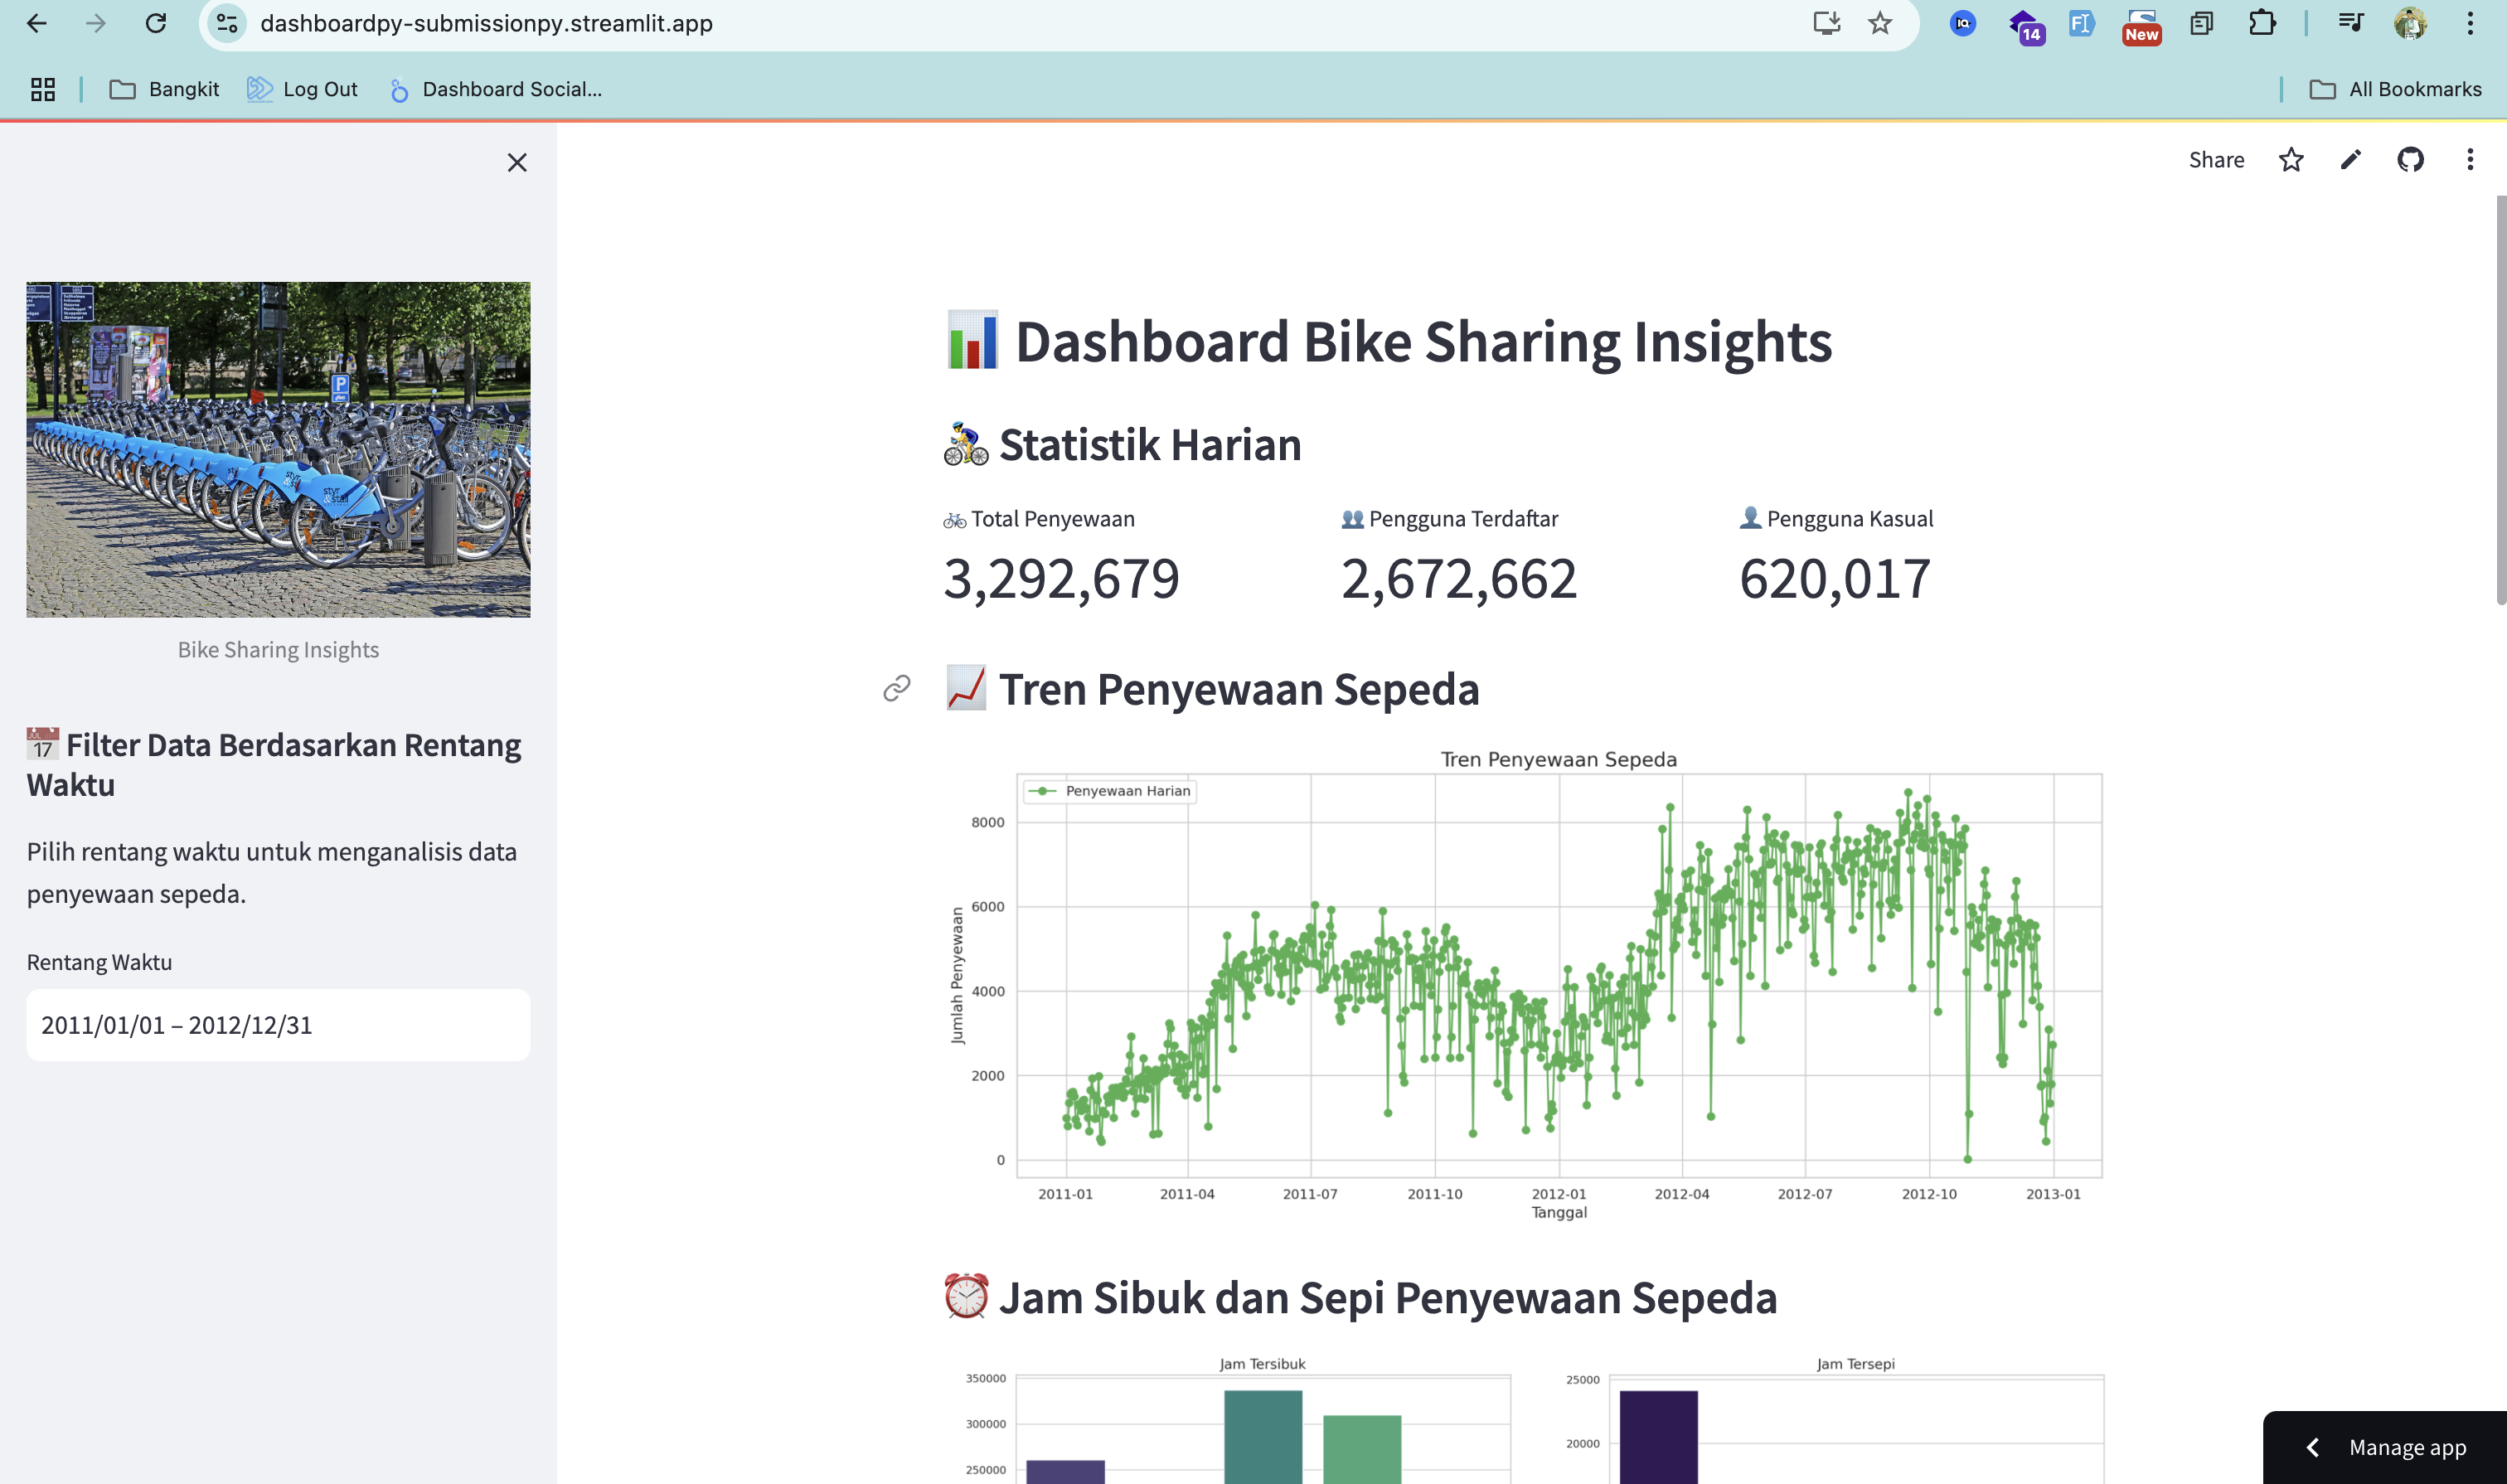 dashboardpy-submissionpy.streamlit.app
14
New
Bangkit
Log Out
Dashboard Social...
All Bookmarks
Share
P
styr
&
ställ
Bike Sharing Insights
JUL
17
Filter Data Berdasarkan Rentang
Waktu
Pilih rentang waktu untuk menganalisis data
penyewaan sepeda.
Rentang Waktu
2011/01/01 – 2012/12/31
Dashboard Bike Sharing Insights
Statistik Harian
Total Penyewaan
3,292,679
Pengguna Terdaftar
2,672,662
Pengguna Kasual
620,017
Tren Penyewaan Sepeda
Tren Penyewaan Sepeda
Penyewaan Harian
Jumlah Penyewaan
8000
6000
4000
2000
0
2011-01
2011-04
2011-07
2011-10
2012-01
2012-04
2012-07
2012-10
2013-01
Tanggal
Jam Sibuk dan Sepi Penyewaan Sepeda
Jam Tersibuk
350000
300000
250000
Jam Tersepi
25000
20000
Manage app